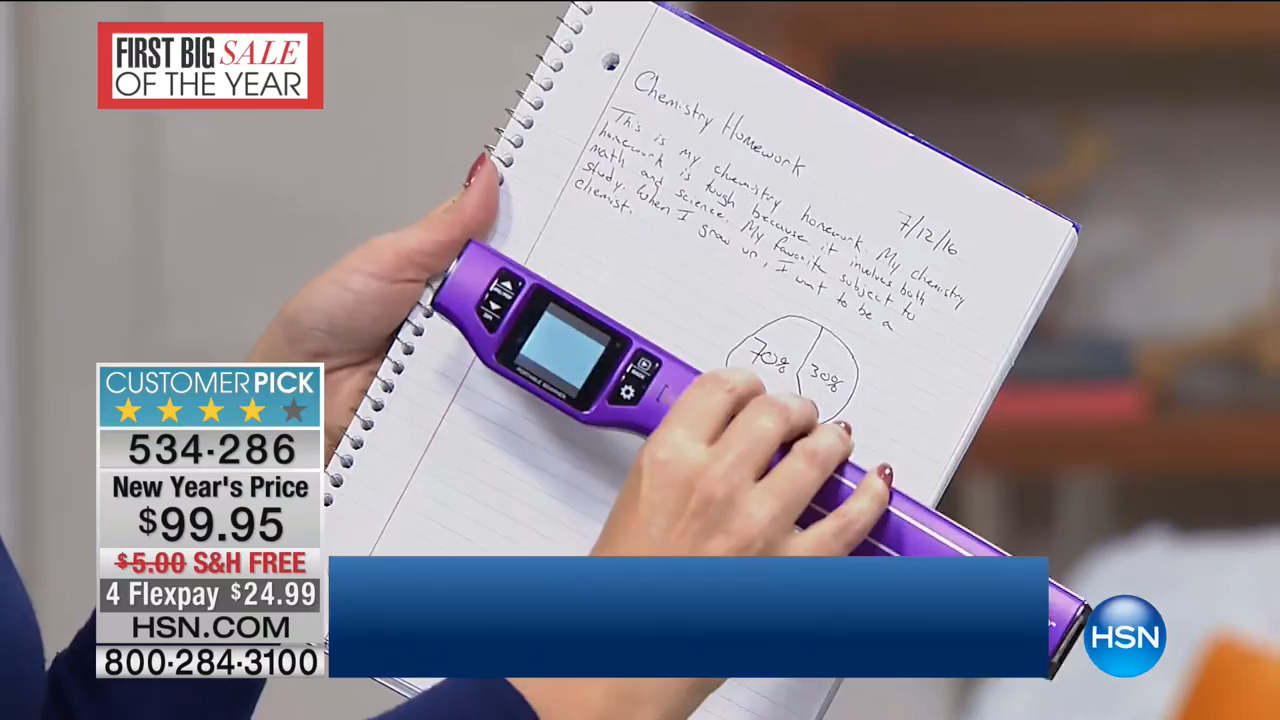 FIRST BIG SALE
OF THE YEAR
Chemistry Homework
7/12/16
This is my chemistry homework. My chemistry
homework is tough because it involves both
math and science. My favorite subject to
study. When I grow up, I want to be a
chemist.
70%
30%
BACK
PORTABLE SCANNER
CUSTOMER PICK
534-286
New Year's Price
$99.95
$5.00 S&H FREE
4 Flexpay $24.99
HSN.COM
800-284-3100
HSN